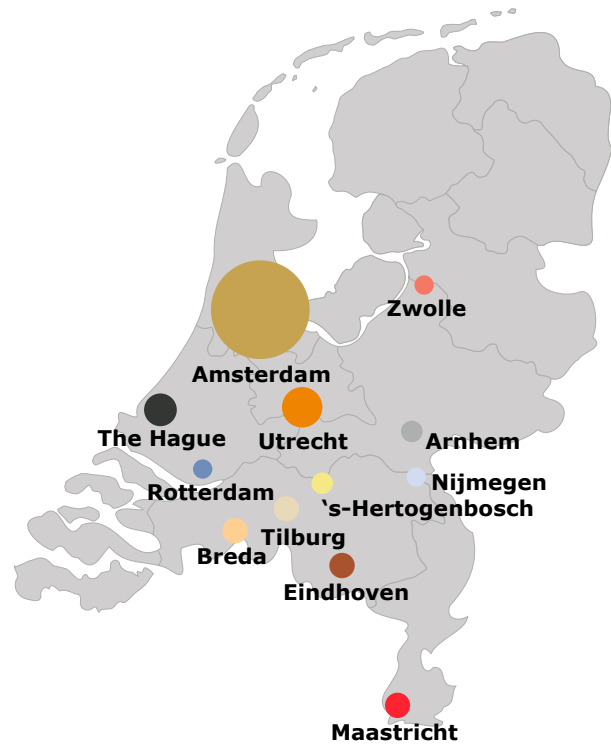 Zwolle
Amsterdam
The Hague
Utrecht
Arnhem
Nijmegen
Rotterdam
‘s-Hertogenbosch
Tilburg
Breda
Eindhoven
Maastricht